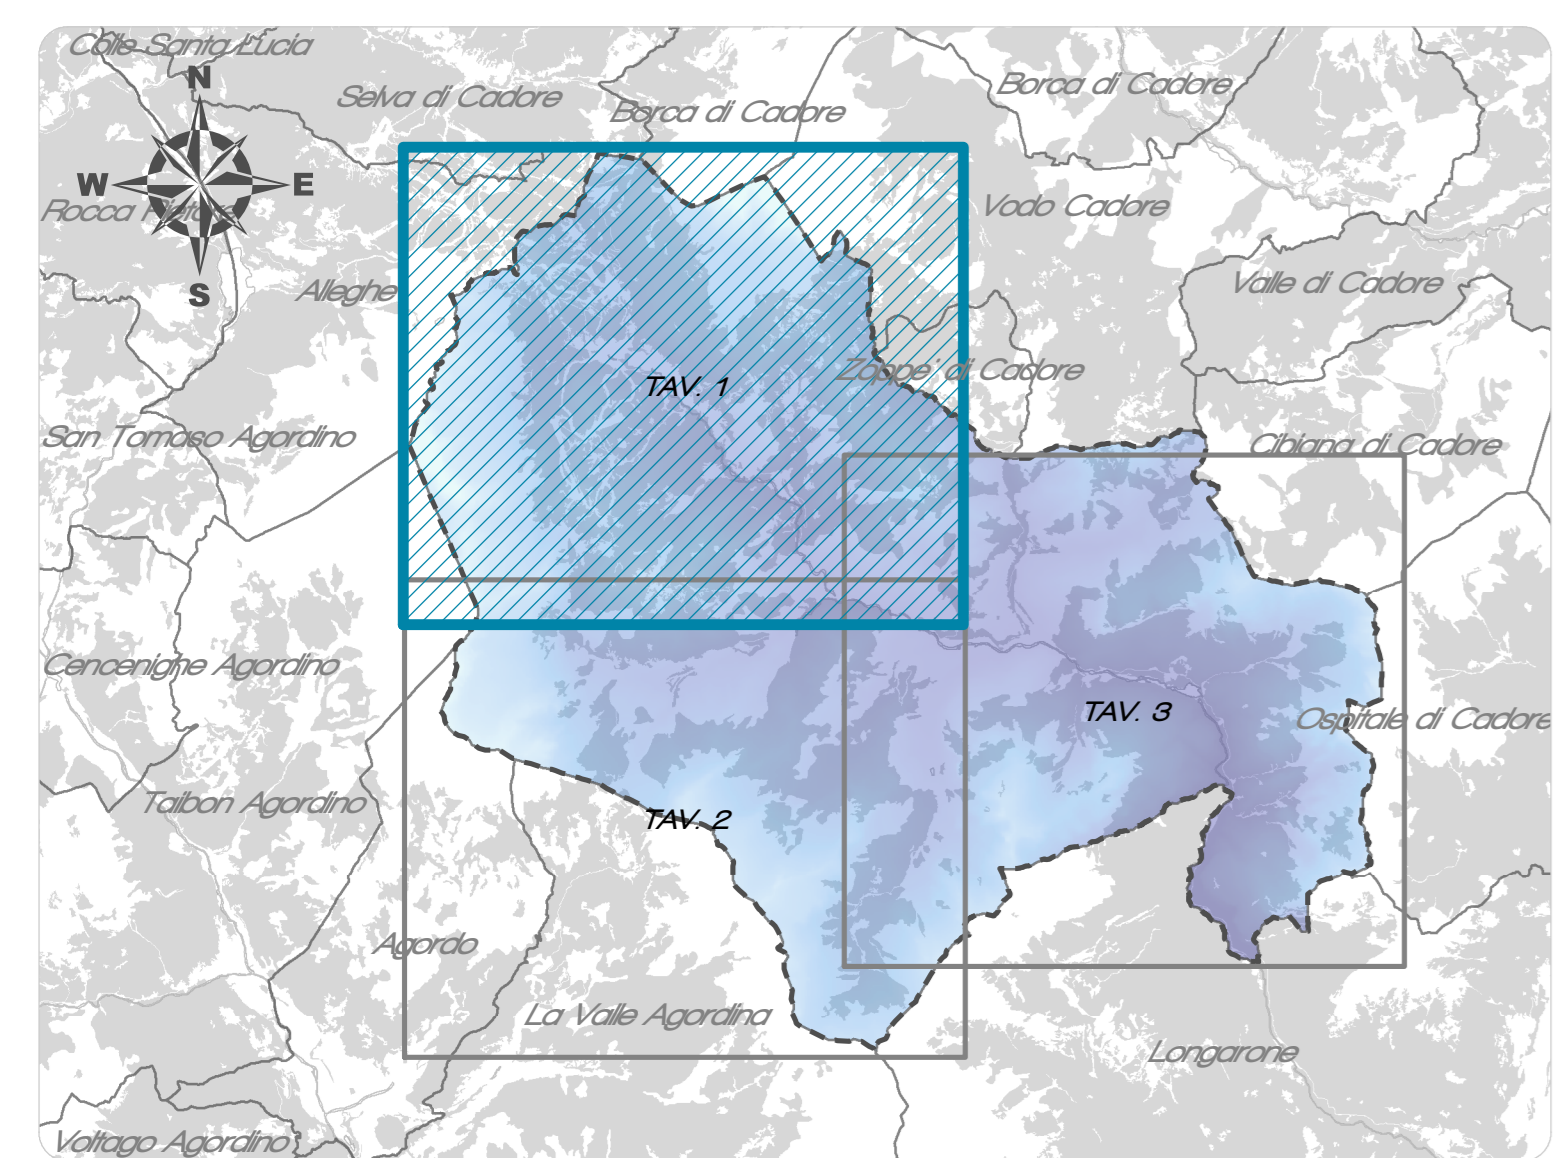 Colle Santa Lucia
N
Selva di Cadore
Borca di Cadore
Borca di Cadore
W
E
Rocca Pietore
Vodo Cadore
S
Alleghe
Valle di Cadore
Zoppe' di Cadore
TAV. 1
San Tomaso Agordino
Cibiana di Cadore
Cencenighe Agordino
TAV. 3
Ospitale di Cadore
Taibon Agordino
TAV. 2
Agordo
La Valle Agordina
Longarone
Voltago Agordino